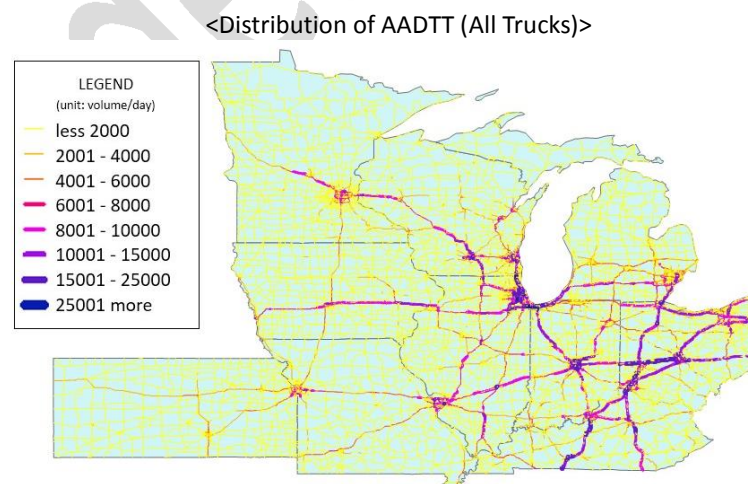 <Distribution of AADTT (All Trucks)>
LEGEND
(unit: volume/day)
less 2000
2001 - 4000
4001 - 6000
6001 - 8000
8001 - 10000
10001 - 15000
15001 - 25000
25001 more